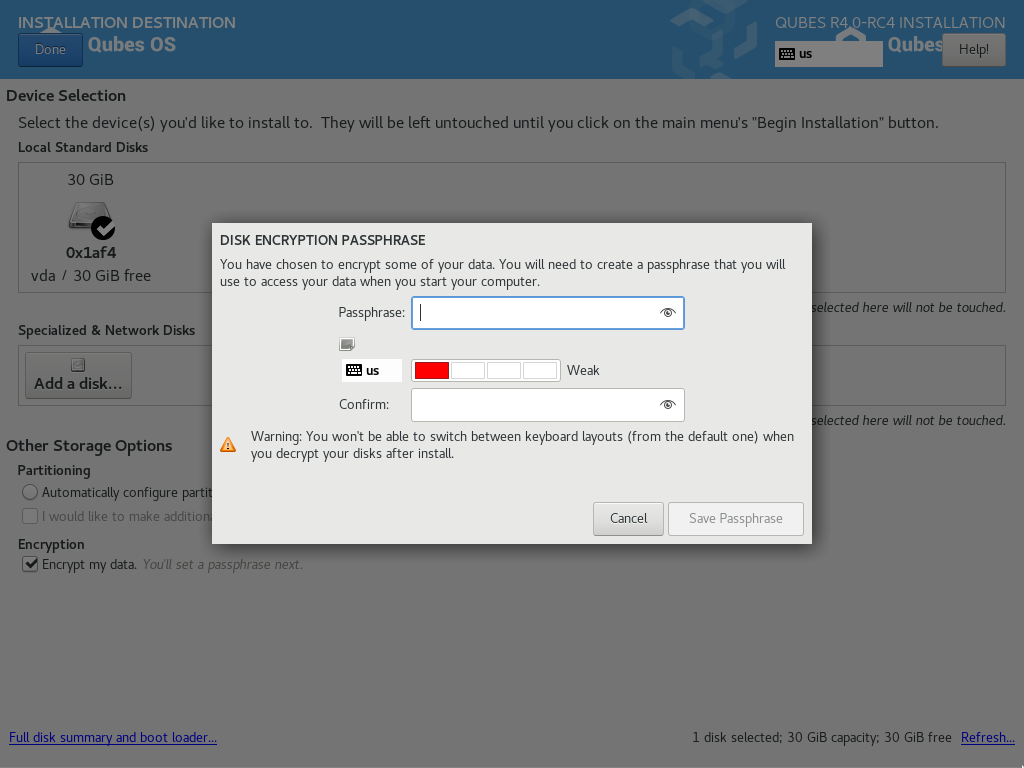 INSTALLATION DESTINATION
QUBES R4.0-RC4 INSTALLATION
Done
Qubes OS
us
Qubes
Help!
Device Selection
Select the device(s) you'd like to install to.  They will be left untouched until you click on the main menu's "Begin Installation" button.
Local Standard Disks
30 GiB
0x1af4
vda / 30 GiB free
selected here will not be touched.
DISK ENCRYPTION PASSPHRASE
You have chosen to encrypt some of your data. You will need to create a passphrase that you will
use to access your data when you start your computer.
Passphrase:
us
Weak
Confirm:
Warning: You won't be able to switch between keyboard layouts (from the default one) when
you decrypt your disks after install.
Cancel
Save Passphrase
Specialized & Network Disks
Add a disk...
selected here will not be touched.
Other Storage Options
Partitioning
Automatically configure
I would like to make
Encryption
Encrypt my data. You'll set a passphrase next.
Full disk summary and boot loader...
1 disk selected; 30 GiB capacity; 30 GiB free Refresh...